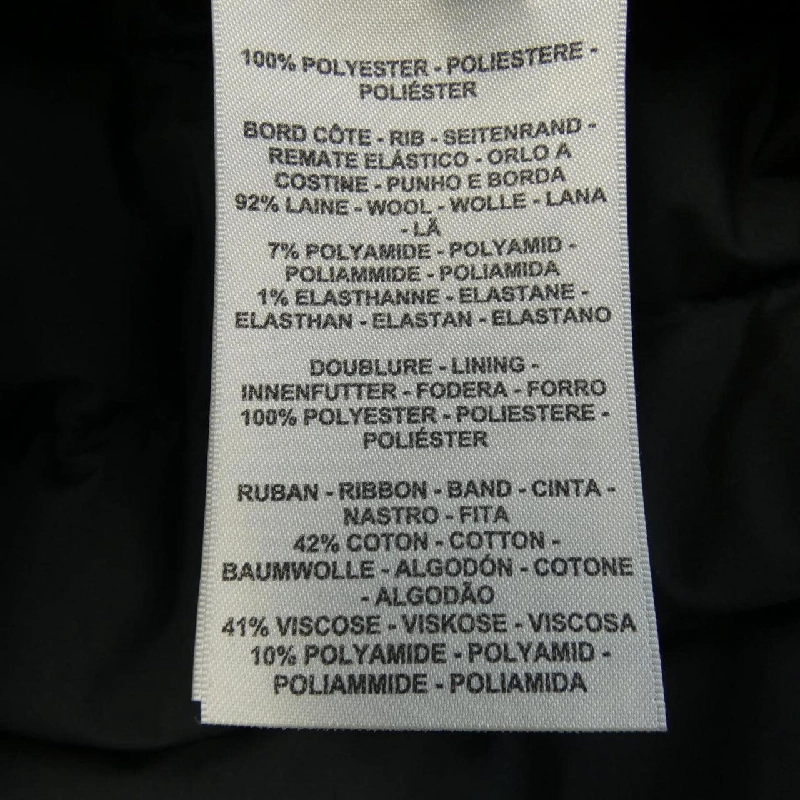 100% POLYESTER - POLIESTERE -
POLIÉSTER
BORD CÔTE - RIB - SEITENRAND -
REMATE ELÁSTICO - ORLO A
COSTINE - PUNHO E BORDA
92% LAINE - WOOL - WOLLE - LANA
- LÃ
7% POLYAMIDE - POLYAMID -
POLIAMMIDE - POLIAMIDA
1% ELASTHANNE - ELASTANE -
ELASTHAN - ELASTAN - ELASTANO
DOUBLURE - LINING -
INNENFUTTER - FODERA - FORRO
100% POLYESTER - POLIESTERE -
POLIÉSTER
RUBAN - RIBBON - BAND - CINTA -
NASTRO - FITA
42% COTON - COTTON -
BAUMWOLLE - ALGODÓN - COTONE
- ALGODÃO
41% VISCOSE - VISKOSE - VISCOSA
10% POLYAMIDE - POLYAMID -
POLIAMMIDE - POLIAMIDA